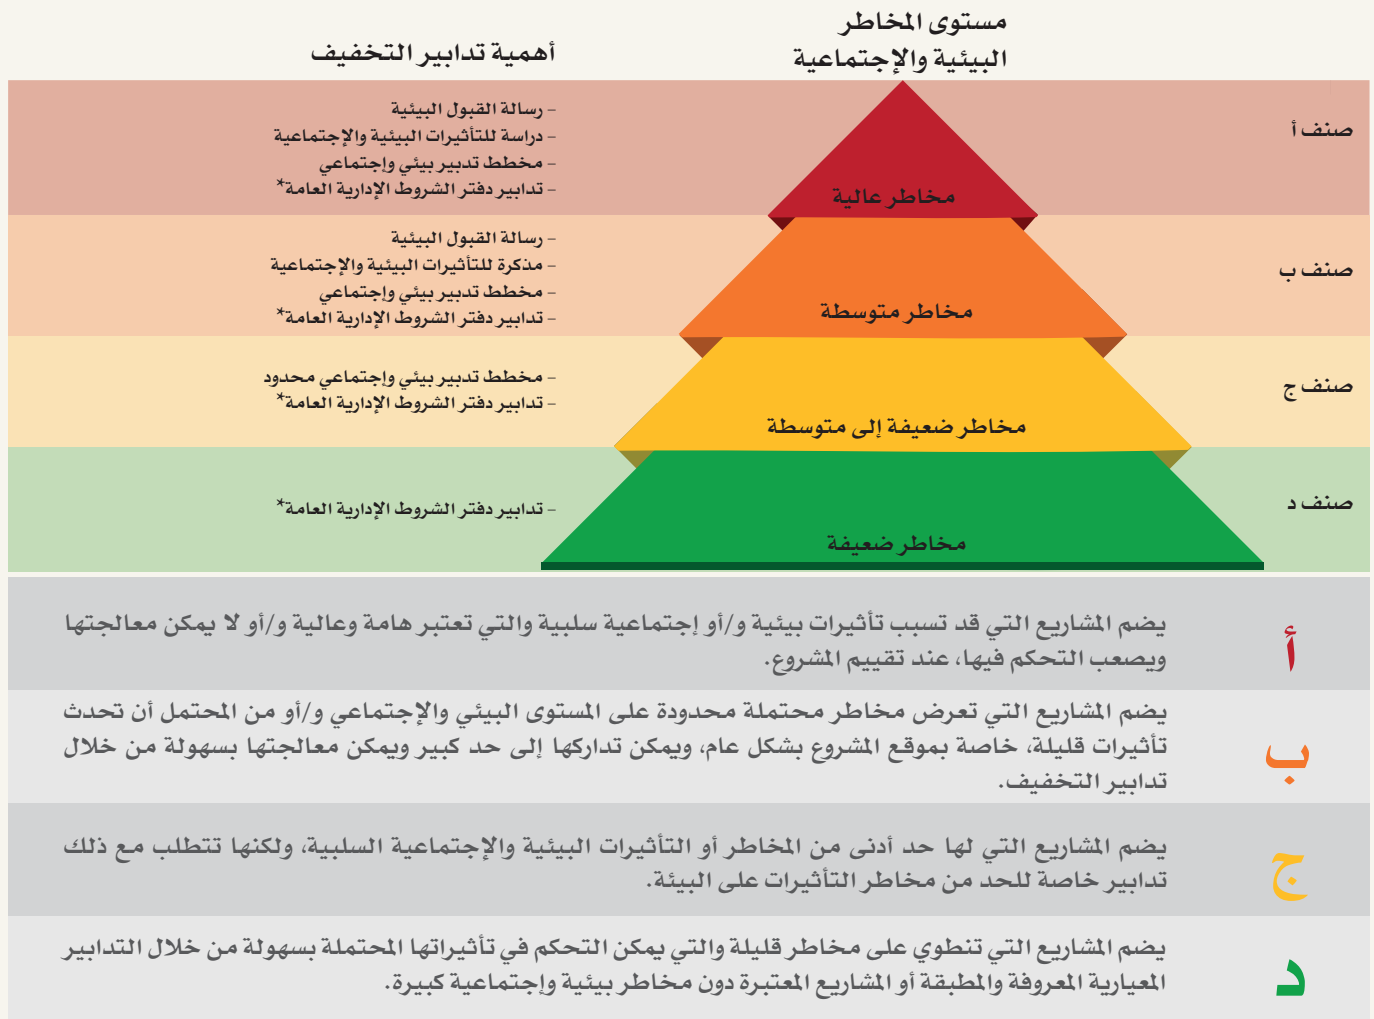 مستوى المخاطر
البيئية والإجتماعية
أهمية تدابير التخفيف
صنف أ
مخاطر عالية
- رسالة القبول البيئية
- دراسة للتأثيرات البيئية والإجتماعية
- مخطط تدبير بيئي وإجتماعي
- تدابير دفتر الشروط الإدارية العامة*
صنف ب
مخاطر متوسطة
- رسالة القبول البيئية
- مذكرة للتأثيرات البيئية والإجتماعية
- مخطط تدبير بيئي وإجتماعي
- تدابير دفتر الشروط الإدارية العامة*
صنف ج
مخاطر ضعيفة إلى متوسطة
- مخطط تدبير بيئي وإجتماعي محدود
- تدابير دفتر الشروط الإدارية العامة*
صنف د
مخاطر ضعيفة
- تدابير دفتر الشروط الإدارية العامة*
أ
يضم المشاريع التي قد تسبب تأثيرات بيئية و/أو إجتماعية سلبية والتي تعتبر هامة وعالية و/أو لا يمكن معالجتها
ويصعب التحكم فيها، عند تقييم المشروع.
ب
يضم المشاريع التي تعرض مخاطر محتملة محدودة على المستوى البيئي والإجتماعي و/أو من المحتمل أن تحدث
تأثيرات قليلة، خاصة بموقع المشروع بشكل عام، ويمكن تداركها إلى حد كبير ويمكن معالجتها بسهولة من خلال
تدابير التخفيف.
ج
يضم المشاريع التي لها حد أدنى من المخاطر أو التأثيرات البيئية والإجتماعية السلبية، ولكنها تتطلب مع ذلك
تدابير خاصة للحد من مخاطر التأثيرات على البيئة.
د
يضم المشاريع التي تنطوي على مخاطر قليلة والتي يمكن التحكم في تأثيراتها المحتملة بسهولة من خلال التدابير
المعيارية المعروفة والمطبقة أو المشاريع المعتبرة دون مخاطر بيئية وإجتماعية كبيرة.